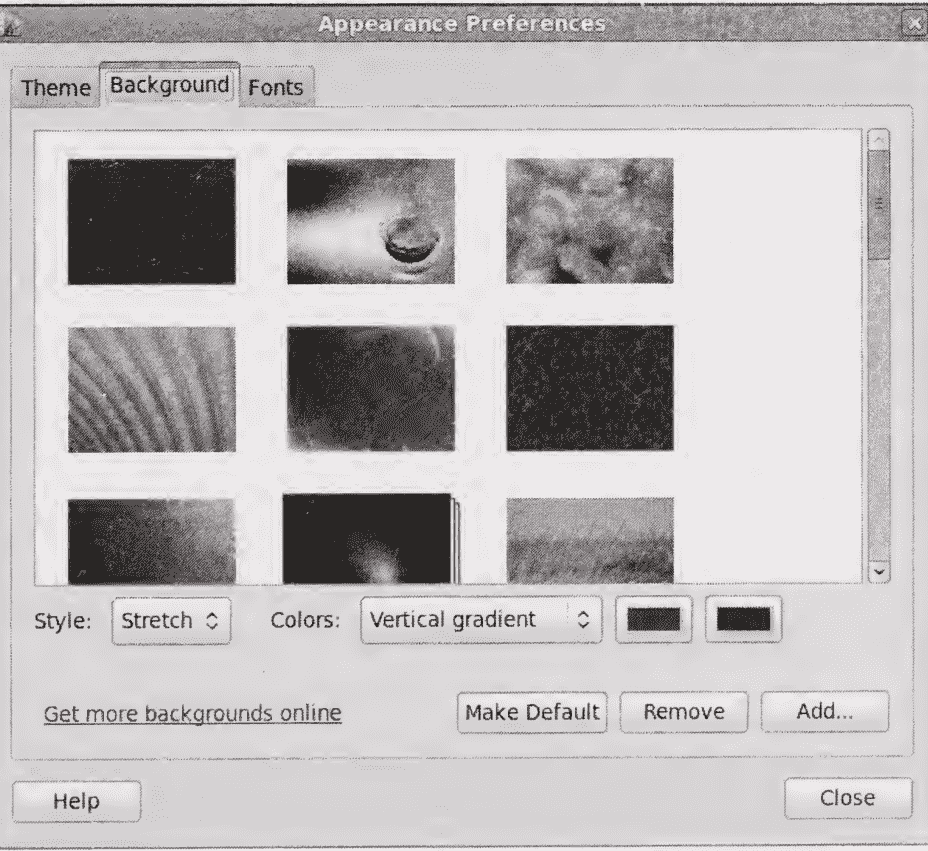 Appearance Preferences
Theme Background Fonts
Style: Stretch Colors: Vertical gradient
Get more backgrounds online Make Default Remove Add...
Help Close